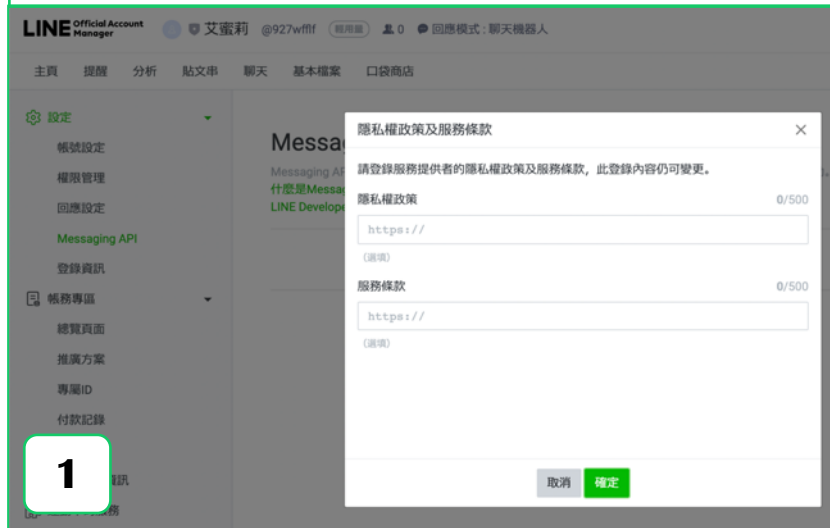 LINE Official Account Manager
艾蜜莉 @927wfflf 輕用量 0 回應模式 : 聊天機器人
主頁 提醒 分析 貼文串 聊天 基本檔案 口袋商店
設定
帳號設定
權限管理
回應設定
Messaging API
登錄資訊
帳務專區
總覽頁面
推廣方案
專屬ID
付款記錄
資訊
Messa
Messaging AP
什麼是Messa
LINE Develope
隱私權政策及服務條款
請登錄服務提供者的隱私權政策及服務條款，此登錄內容仍可變更。
隱私權政策 0/500
https://
(選填)
服務條款 0/500
https://
(選填)
取消 確定
1